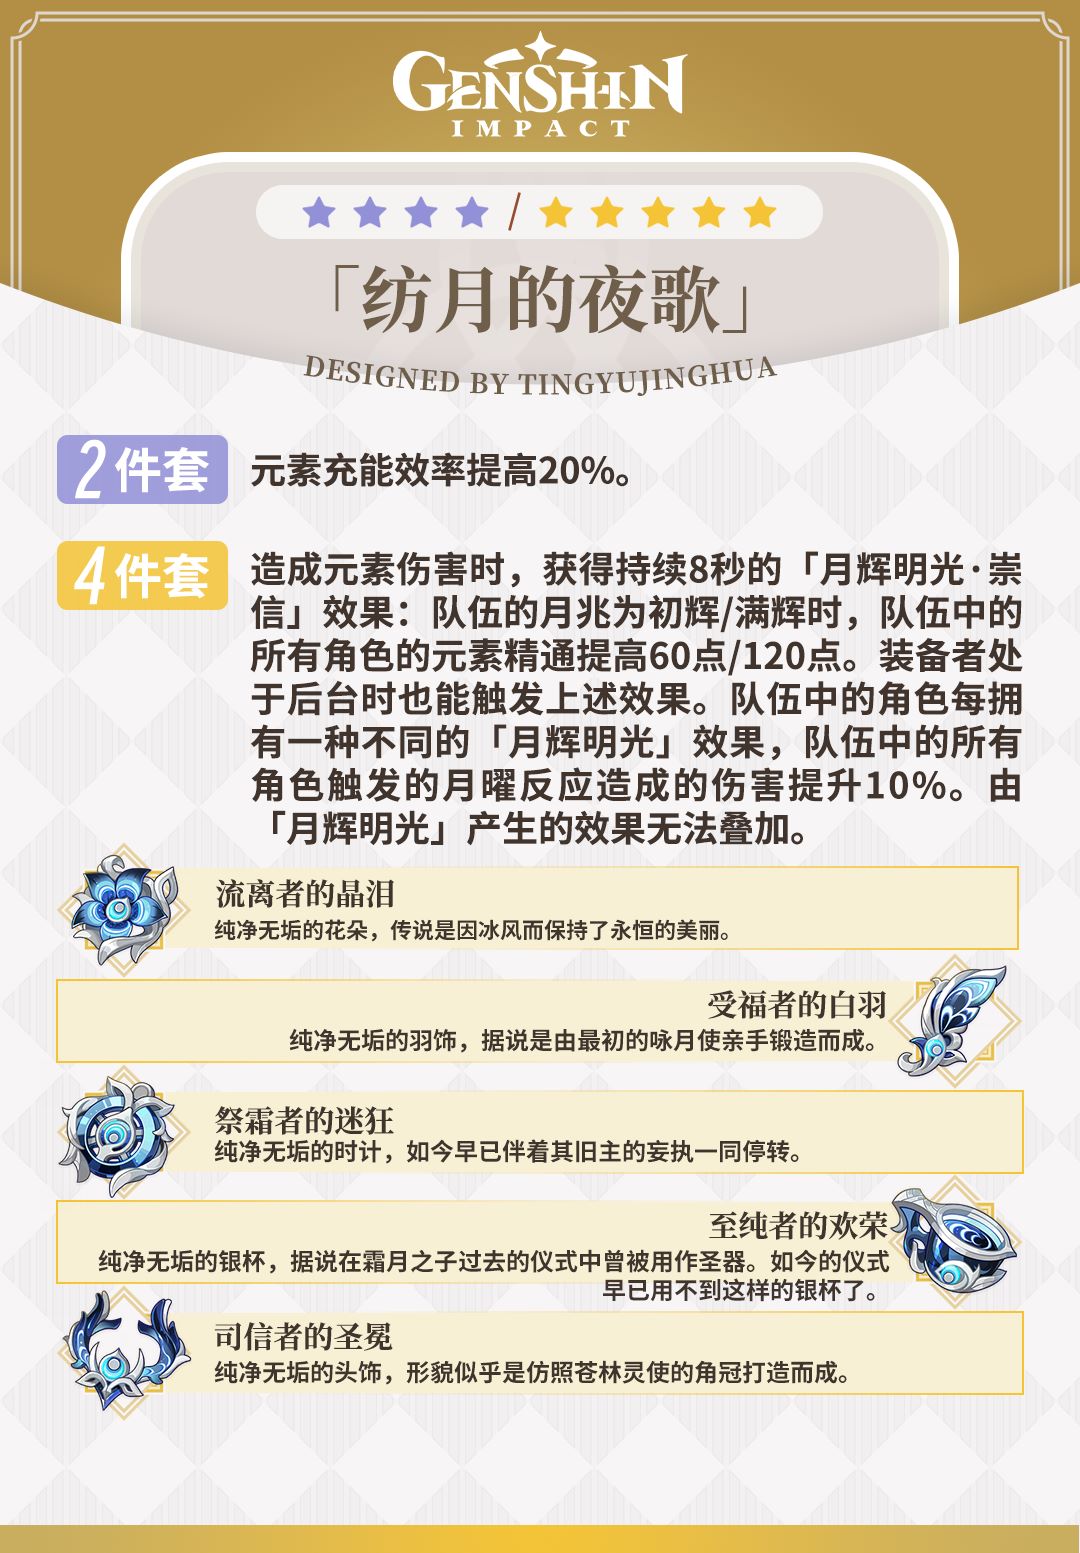 GENSHIN
IMPACT
「纺月的夜歌」
DESIGNED BY TINGYUJINGHUA
2件套
元素充能效率提高20%。
4件套
造成元素伤害时，获得持续8秒的「月辉明光·崇
信」效果：队伍的月兆为初辉/满辉时，队伍中的
所有角色的元素精通提高60点/120点。装备者处
于后台时也能触发上述效果。队伍中的角色每拥
有一种不同的「月辉明光」效果，队伍中的所有
角色触发的月曜反应造成的伤害提升10%。由
「月辉明光」产生的效果无法叠加。
流离者的晶泪
纯净无垢的花朵，传说是因冰风而保持了永恒的美丽。
受福者的白羽
纯净无垢的羽饰，据说是由最初的咏月使亲手锻造而成。
祭霜者的迷狂
纯净无垢的时计，如今早已伴着其旧主的妄执一同停转。
至纯者的欢荣
纯净无垢的银杯，据说在霜月之子过去的仪式中曾被用作圣器。如今的仪式
早已用不到这样的银杯了。
司信者的圣冕
纯净无垢的头饰，形貌似乎是仿照苍林灵使的角冠打造而成。